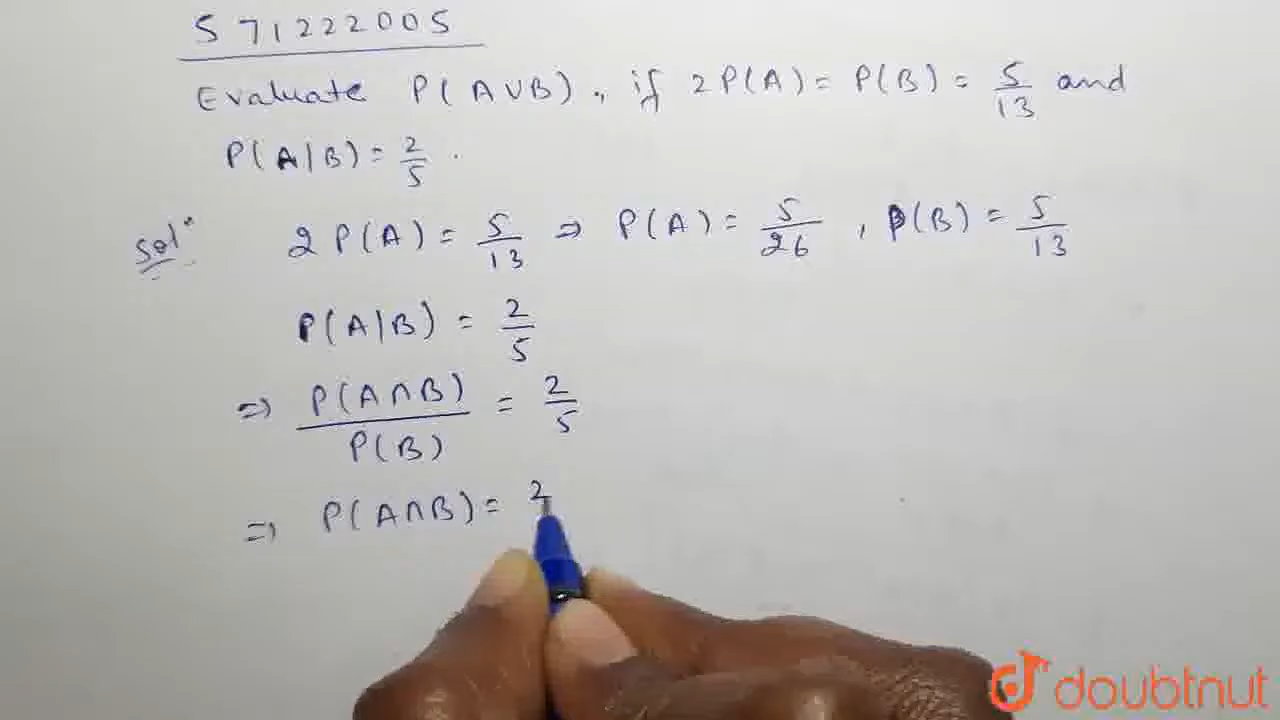 571222005
Evaluate P(A∪B), if 2P(A) = P(B) = 5/13 and
P(A|B) = 2/5.
Solⁿ 2P(A) = 5/13 ⇒ P(A) = 5/26, P(B) = 5/13
P(A|B) = 2/5
⇒ P(A∩B)/P(B) = 2/5
⇒ P(A∩B) = 2
doubtnut